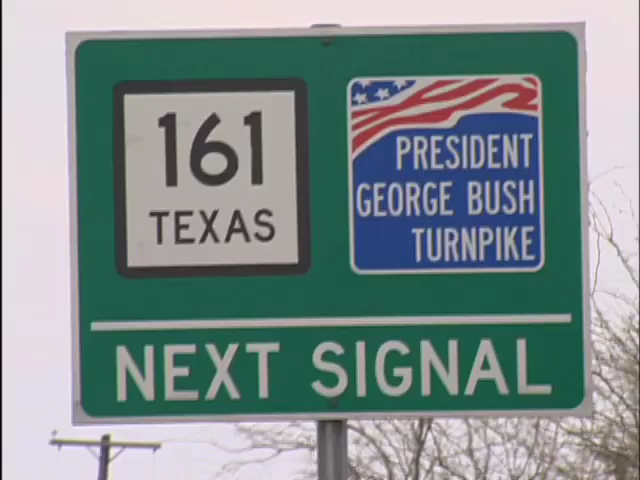 161
TEXAS
PRESIDENT
GEORGE BUSH
TURNPIKE
NEXT SIGNAL